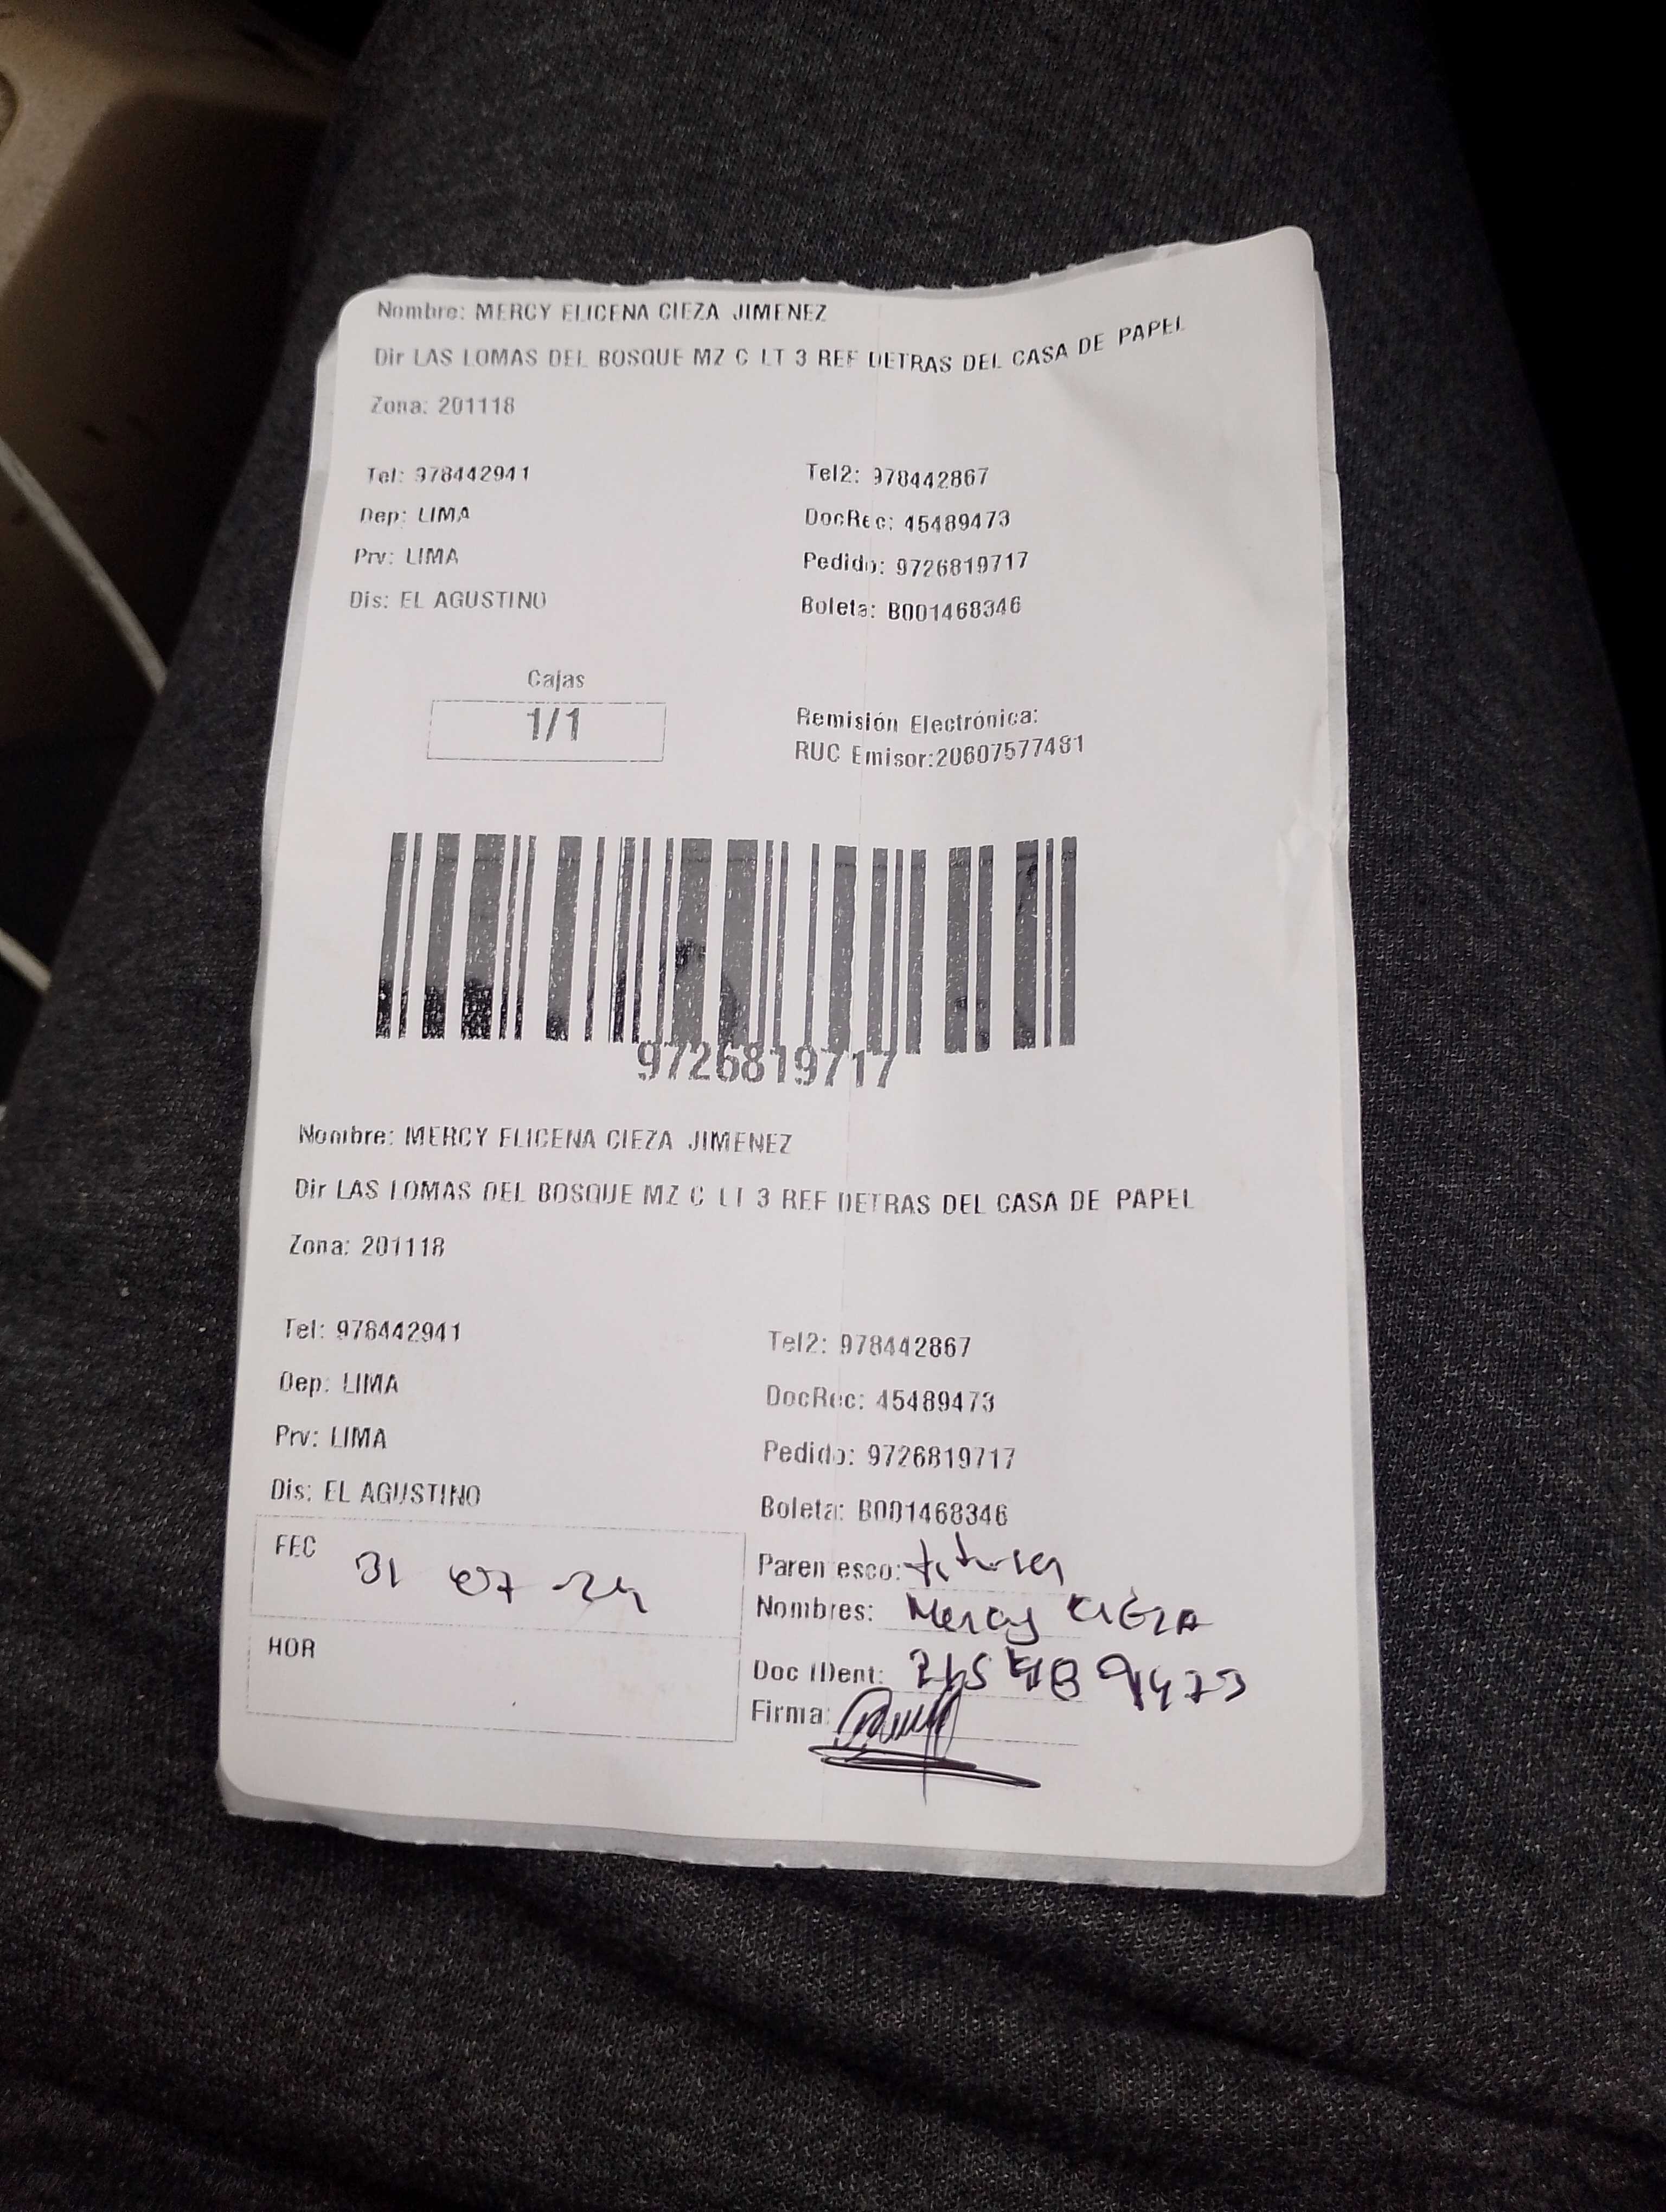 Nombre: MERCY ELICENA CIEZA JIMENEZ
Dir LAS LOMAS DEL BOSQUE MZ C LT 3 REF DETRAS DEL CASA DE PAPEL
Zona: 201118
Tel: 978442941 Tel2: 978442867
Dep: LIMA DocRec: 45489473
Prv: LIMA Pedido: 9726819717
Dis: EL AGUSTINO Boleta: B001468346
Cajas
1/1
Remisión Electrónica:
RUC Emisor:20607577481
9726819717
Nombre: MERCY ELICENA CIEZA JIMENEZ
Dir LAS LOMAS DEL BOSQUE MZ C LT 3 REF DETRAS DEL CASA DE PAPEL
Zona: 201118
Tel: 978442941 Tel2: 978442867
Dep: LIMA DocRec: 45489473
Prv: LIMA Pedido: 9726819717
Dis: EL AGUSTINO Boleta: B001468346
FEC 31 07 24
Parentesco: titular
Nombres: Mercy CIEZA
HOR
Doc IDent:
Firma: